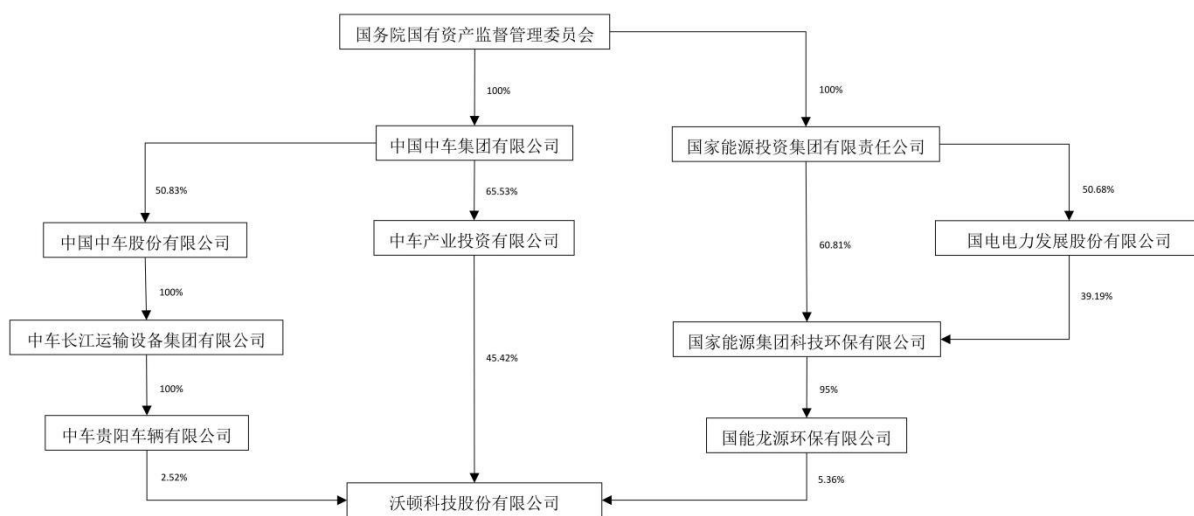 国务院国有资产监督管理委员会
100%
100%
中国中车集团有限公司
国家能源投资集团有限责任公司
50.83%
65.53%
50.68%
中国中车股份有限公司
中车产业投资有限公司
60.81%
国电电力发展股份有限公司
100%
39.19%
中车长江运输设备集团有限公司
国家能源集团科技环保有限公司
45.42%
100%
95%
中车贵阳车辆有限公司
国能龙源环保有限公司
2.52%
5.36%
沃顿科技股份有限公司